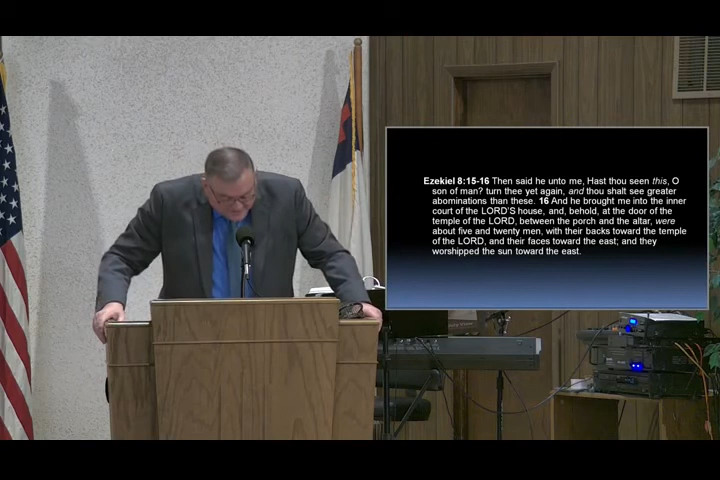 Ezekiel 8:15-16 Then said he unto me, Hast thou seen this, O
son of man? turn thee yet again, and thou shalt see greater
abominations than these. 16 And he brought me into the inner
court of the LORD'S house, and, behold, at the door of the
temple of the LORD, between the porch and the altar, were
about five and twenty men, with their backs toward the temple
of the LORD, and their faces toward the east; and they
worshipped the sun toward the east.